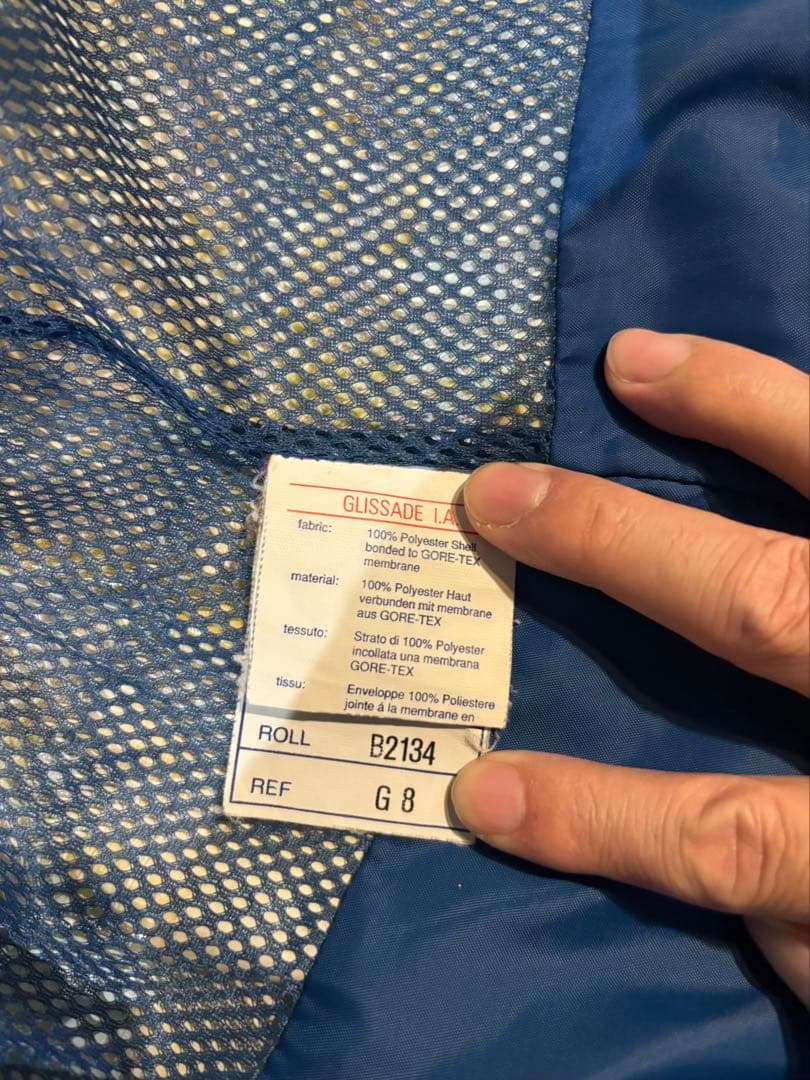 GLISSADE I.A.
fabric: 100% Polyester Shell
bonded to GORE-TEX
membrane
material: 100% Polyester Haut
verbunden mit membrane
aus GORE-TEX
tessuto: Strato di 100% Polyester
incollata una membrana
GORE-TEX
tissu: Enveloppe 100% Poliestere
jointe á la membrane en
ROLL B2134
REF G 8